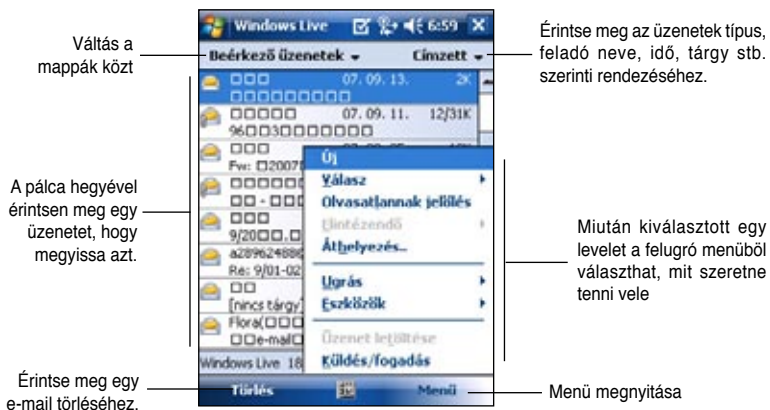 Windows Live 6:59
Váltás a
mappák közt
Beérkező üzenetek Címzett
Érintse meg az üzenetek típus,
feladó neve, idő, tárgy stb.
szerinti rendezéséhez.
□□□ 07. 09. 13. 2K
□□□□□□□□□
□□□□□ 07. 09. 11. 12/31K
96□□3□□□□□□□
□□□
Fw: □2007
□□□□□□
□□ - □□□
□□□
9/20□□.□
a28962488
Re: 9/01-02
□□
[nincs tárgy]
Flora(□□□
□□e-mail□
Új
Válasz
Olvasatlannak jelölés
Elintézendő
Áthelyezés...
Ugrás
Eszközök
Üzenet letöltése
Küldés/fogadás
A pálca hegyével
érintsen meg egy
üzenetet, hogy
megyissa azt.
Miután kiválasztott egy
levelet a felugró menüből
választhat, mit szeretne
tenni vele
Windows Live 18
Törlés Menü
Érintse meg egy
e-mail törléséhez.
Menü megnyitása